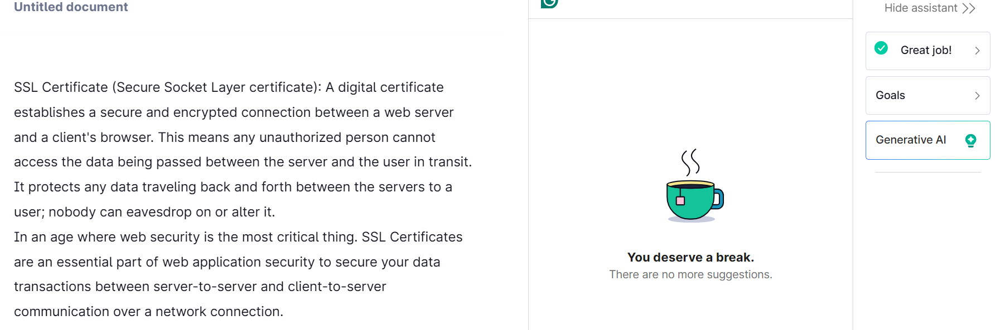 Untitled document
SSL Certificate (Secure Socket Layer certificate): A digital certificate
establishes a secure and encrypted connection between a web server
and a client's browser. This means any unauthorized person cannot
access the data being passed between the server and the user in transit.
It protects any data traveling back and forth between the servers to a
user; nobody can eavesdrop on or alter it.
In an age where web security is the most critical thing. SSL Certificates
are an essential part of web application security to secure your data
transactions between server-to-server and client-to-server
communication over a network connection.
You deserve a break.
There are no more suggestions.
Hide assistant
Great job!
Goals
Generative AI